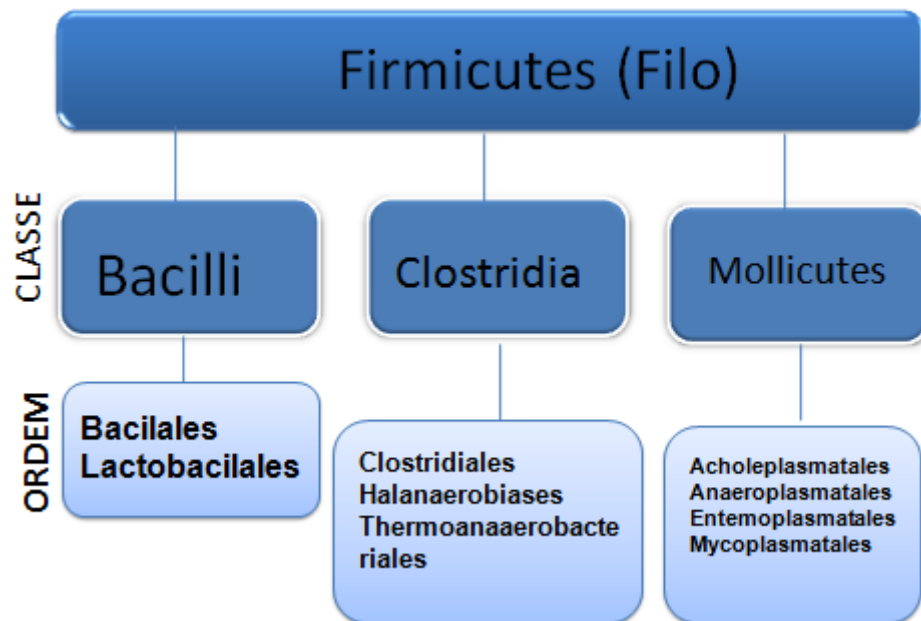 Firmicutes (Filo)
CLASSE
Bacilli
Clostridia
Mollicutes
ORDEM
Bacilales
Lactobacilales
Clostridiales
Halanaerobiases
Thermoanaaerobacte
riales
Acholeplasmatales
Anaeroplasmatales
Entemoplasmatales
Mycoplasmatales